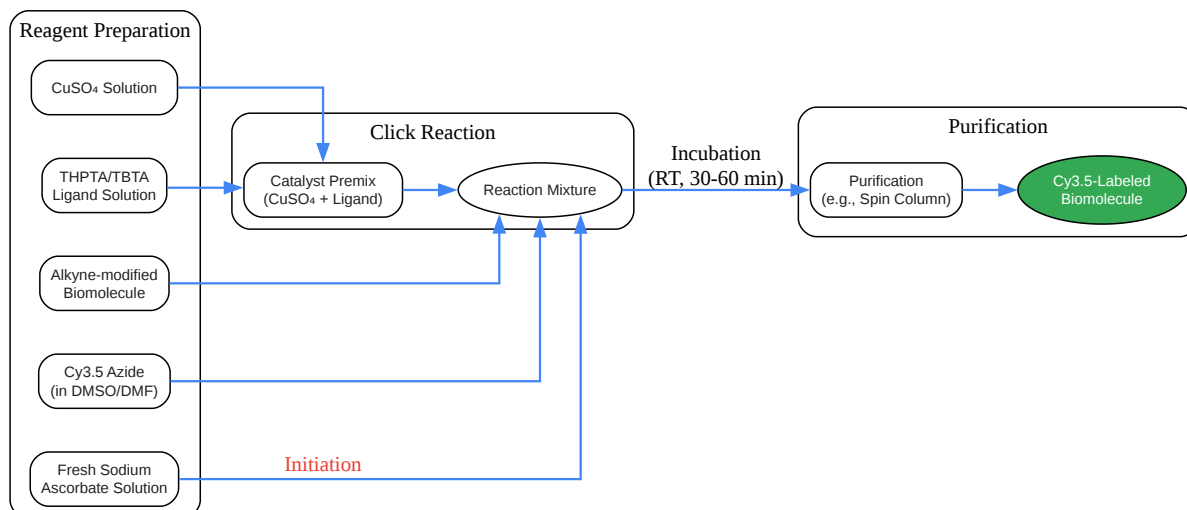 Reagent Preparation
CuSO₄ Solution
THPTA/TBTA
Ligand Solution
Alkyne-modified
Biomolecule
Cy3.5 Azide
(in DMSO/DMF)
Fresh Sodium
Ascorbate Solution
Initiation
Click Reaction
Catalyst Premix
(CuSO₄ + Ligand)
Reaction Mixture
Incubation
(RT, 30-60 min)
Purification
Purification
(e.g., Spin Column)
Cy3.5-Labeled
Biomolecule